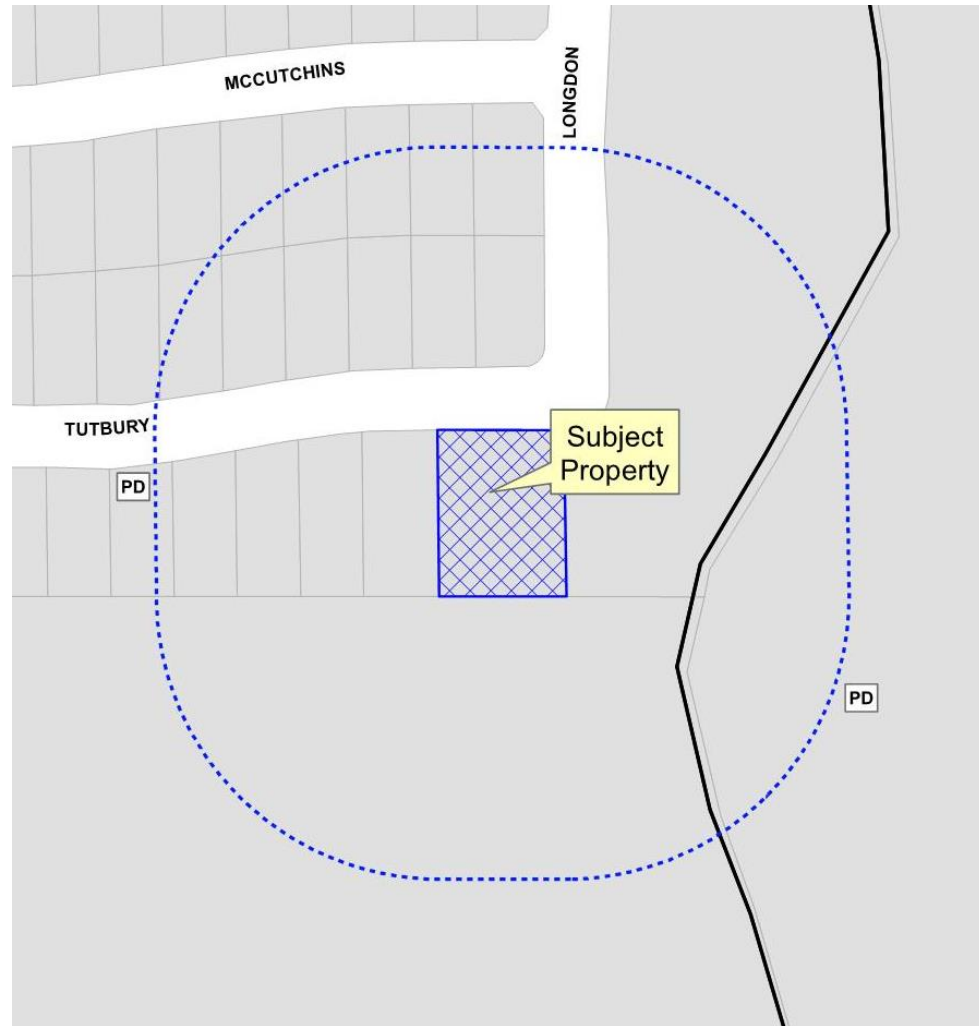 MCCUTCHINS
LONGDON
TUTBURY
Subject
Property
PD
PD